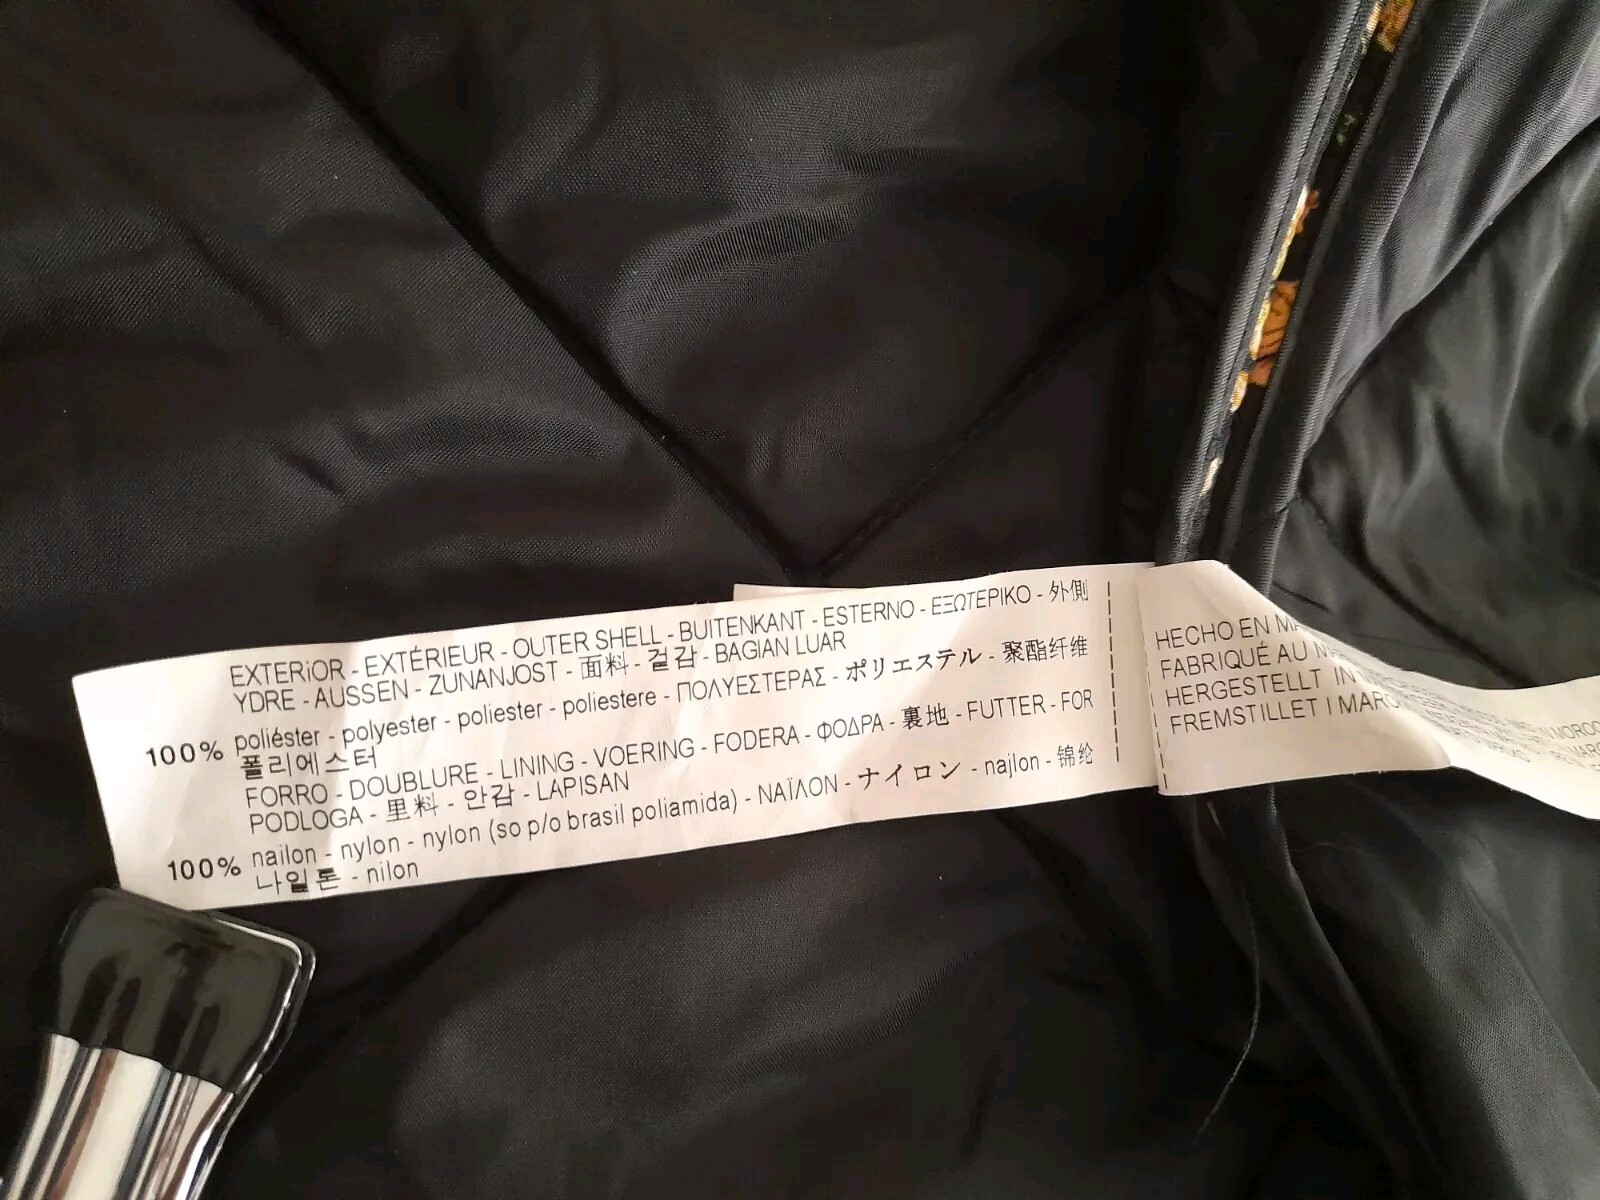 EXTERiOR - EXTÉRIEUR - OUTER SHELL - BUITENKANT - ESTERNO - ΕΞΩΤΕΡΙΚΟ - 外側
YDRE - AUSSEN - ZUNANJOST - 面料 - 겉감 - BAGIAN LUAR
100% poliéster - polyester - poliester - poliestere - ΠΟΛΥΕΣΤΕΡΑΣ - ポリエステル - 聚酯纤维
폴리에스터
FORRO - DOUBLURE - LINING - VOERING - FODERA - ΦΟΔΡΑ - 裏地 - FUTTER - FOR
PODLOGA - 里料 - 안감 - LAPISAN
100% nailon - nylon - nylon (so p/o brasil poliamida) - ΝΑΪΛΟΝ - ナイロン - najlon - 锦纶
나일론 - nilon
HECHO EN
FABRIQUÉ AU
HERGESTELLT IN
FREMSTILLET I